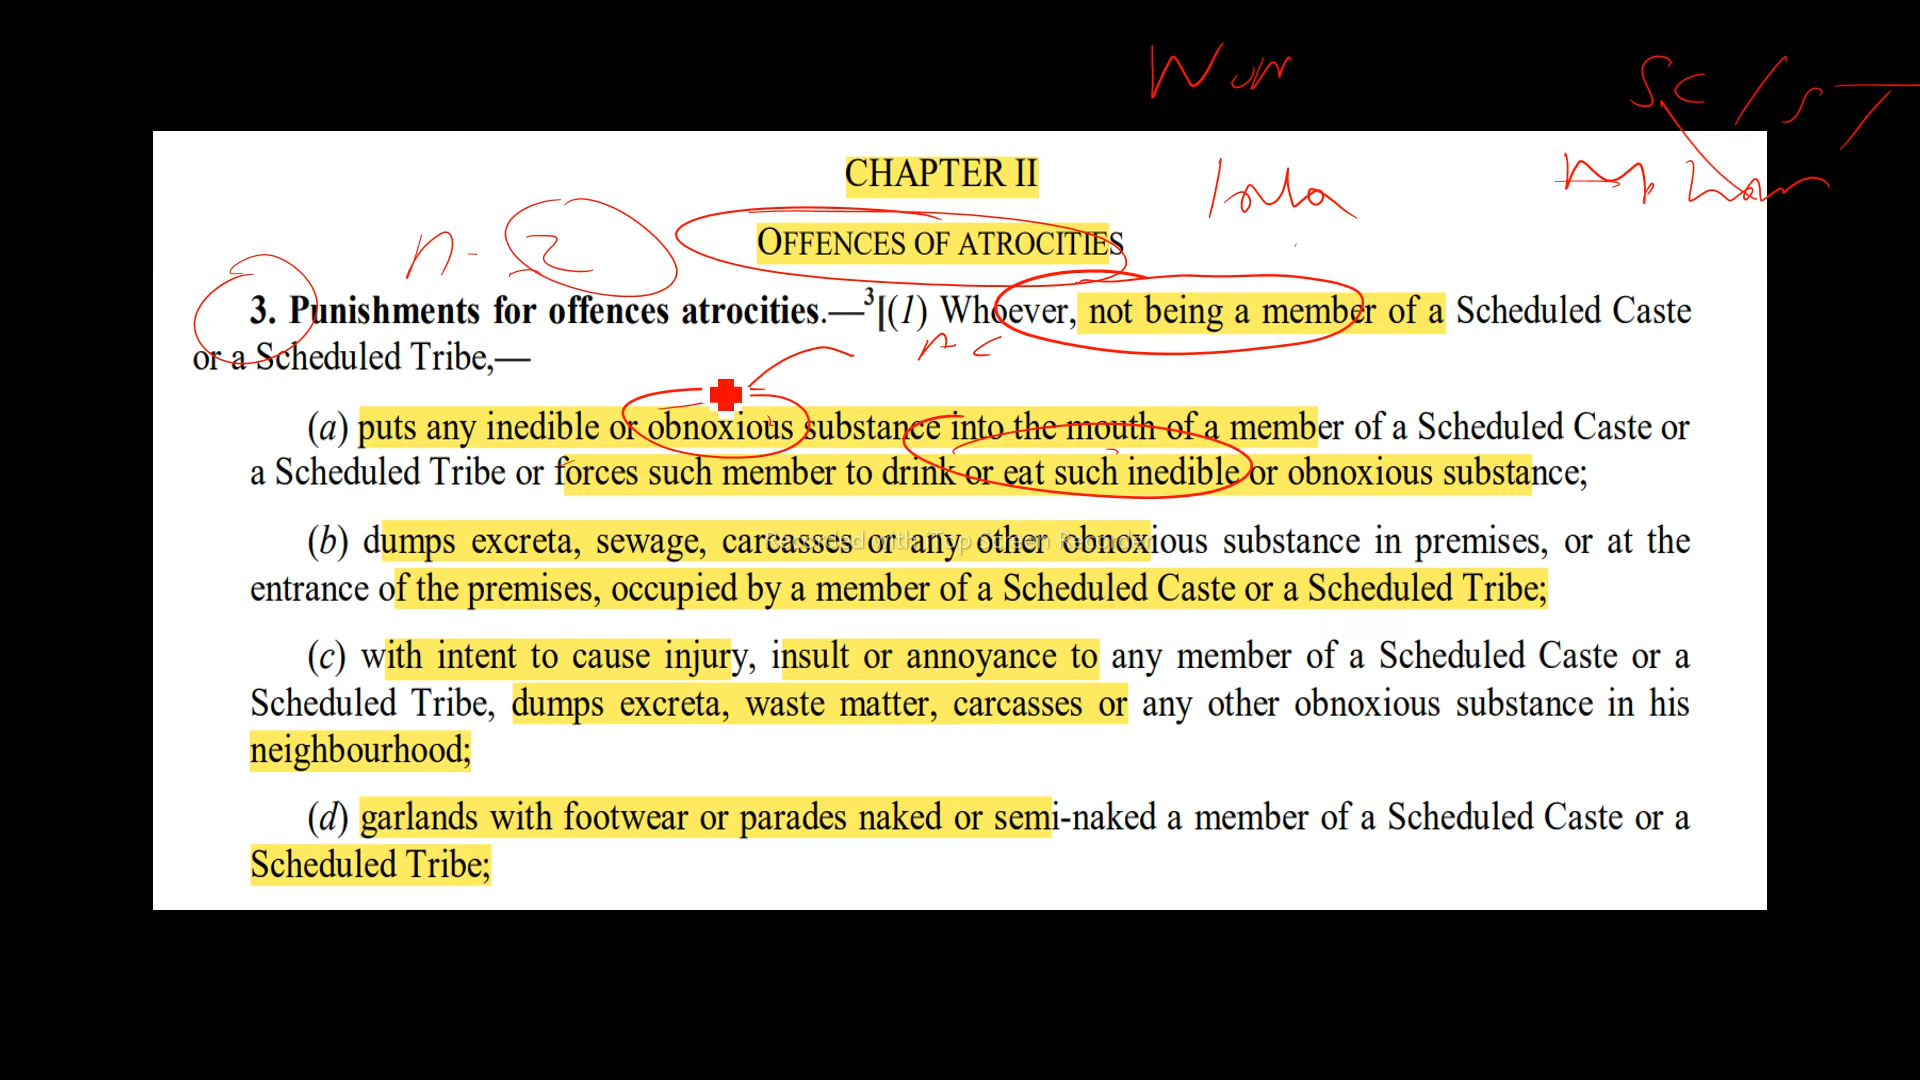 SC/ST
CHAPTER II
OFFENCES OF ATROCITIES
n - 2
3. Punishments for offences atrocities.—3[(1) Whoever, not being a member of a Scheduled Caste
or a Scheduled Tribe,—
(a) puts any inedible or obnoxious substance into the mouth of a member of a Scheduled Caste or
a Scheduled Tribe or forces such member to drink or eat such inedible or obnoxious substance;
(b) dumps excreta, sewage, carcasses or any other obnoxious substance in premises, or at the
Recorded with iTop Screen Recorder
entrance of the premises, occupied by a member of a Scheduled Caste or a Scheduled Tribe;
(c) with intent to cause injury, insult or annoyance to any member of a Scheduled Caste or a
Scheduled Tribe, dumps excreta, waste matter, carcasses or any other obnoxious substance in his
neighbourhood;
(d) garlands with footwear or parades naked or semi-naked a member of a Scheduled Caste or a
Scheduled Tribe;